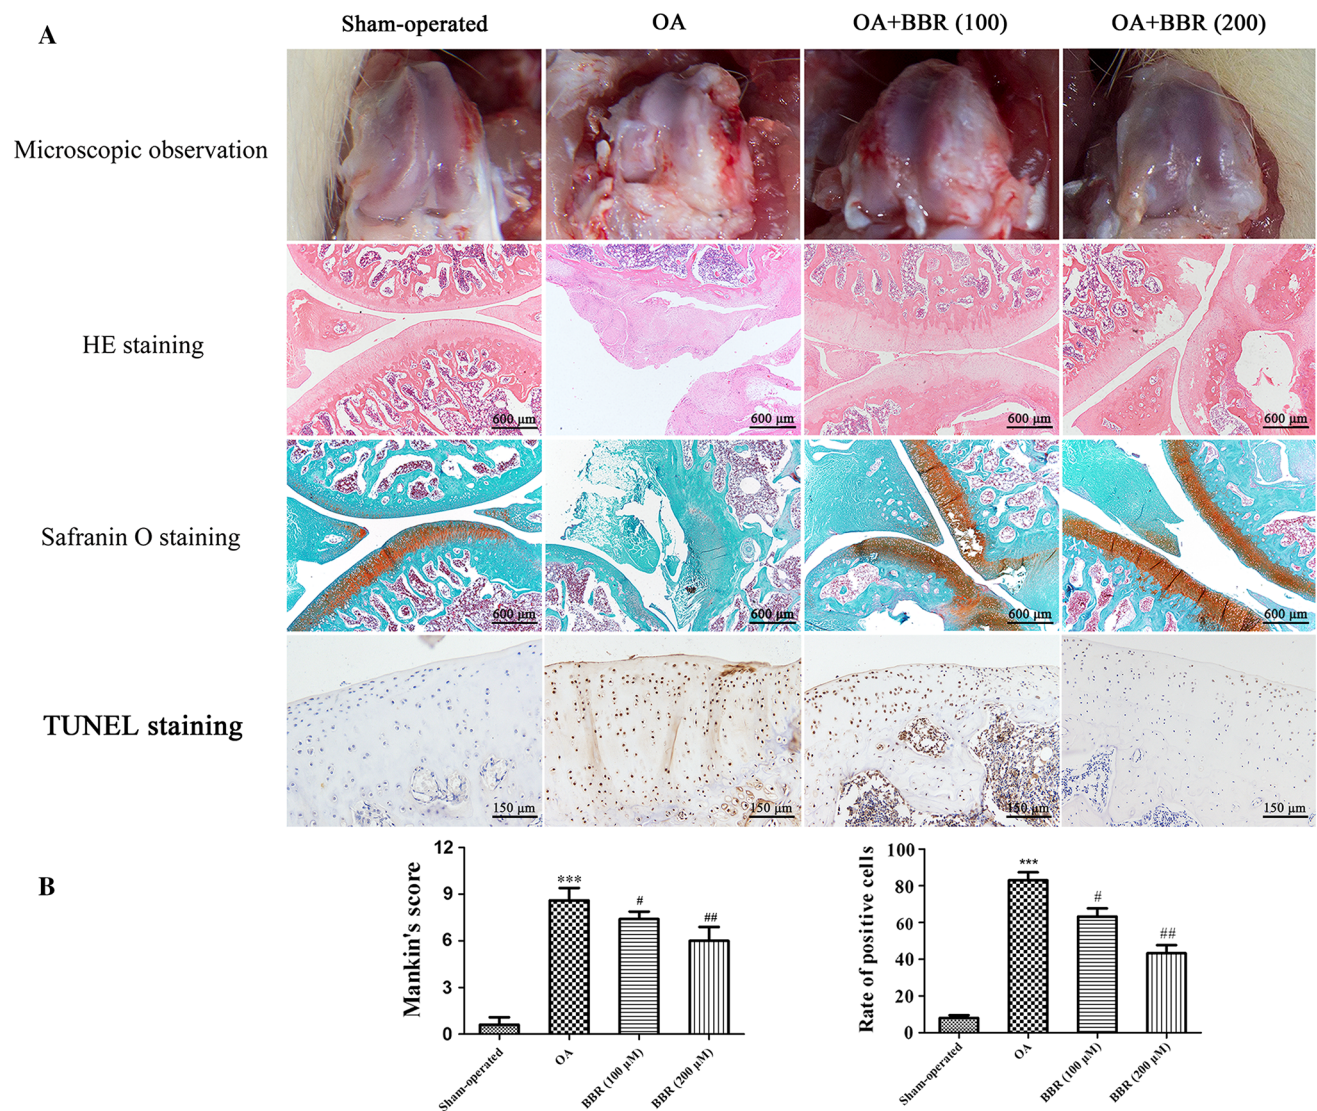 A
Sham-operated
OA
OA+BBR (100)
OA+BBR (200)
Microscopic observation
HE staining
600 μm
600 μm
600 μm
600 μm
Safranin O staining
600 μm
600 μm
600 μm
600 μm
TUNEL staining
150 μm
150 μm
150 μm
150 μm
B
Mankin's score
12
9
6
3
0
***
#
##
Sham-operated
OA
BBR (100 μM)
BBR (200 μM)
Rate of positive cells
100
80
60
40
20
0
***
#
##
Sham-operated
OA
BBR (100 μM)
BBR (200 μM)